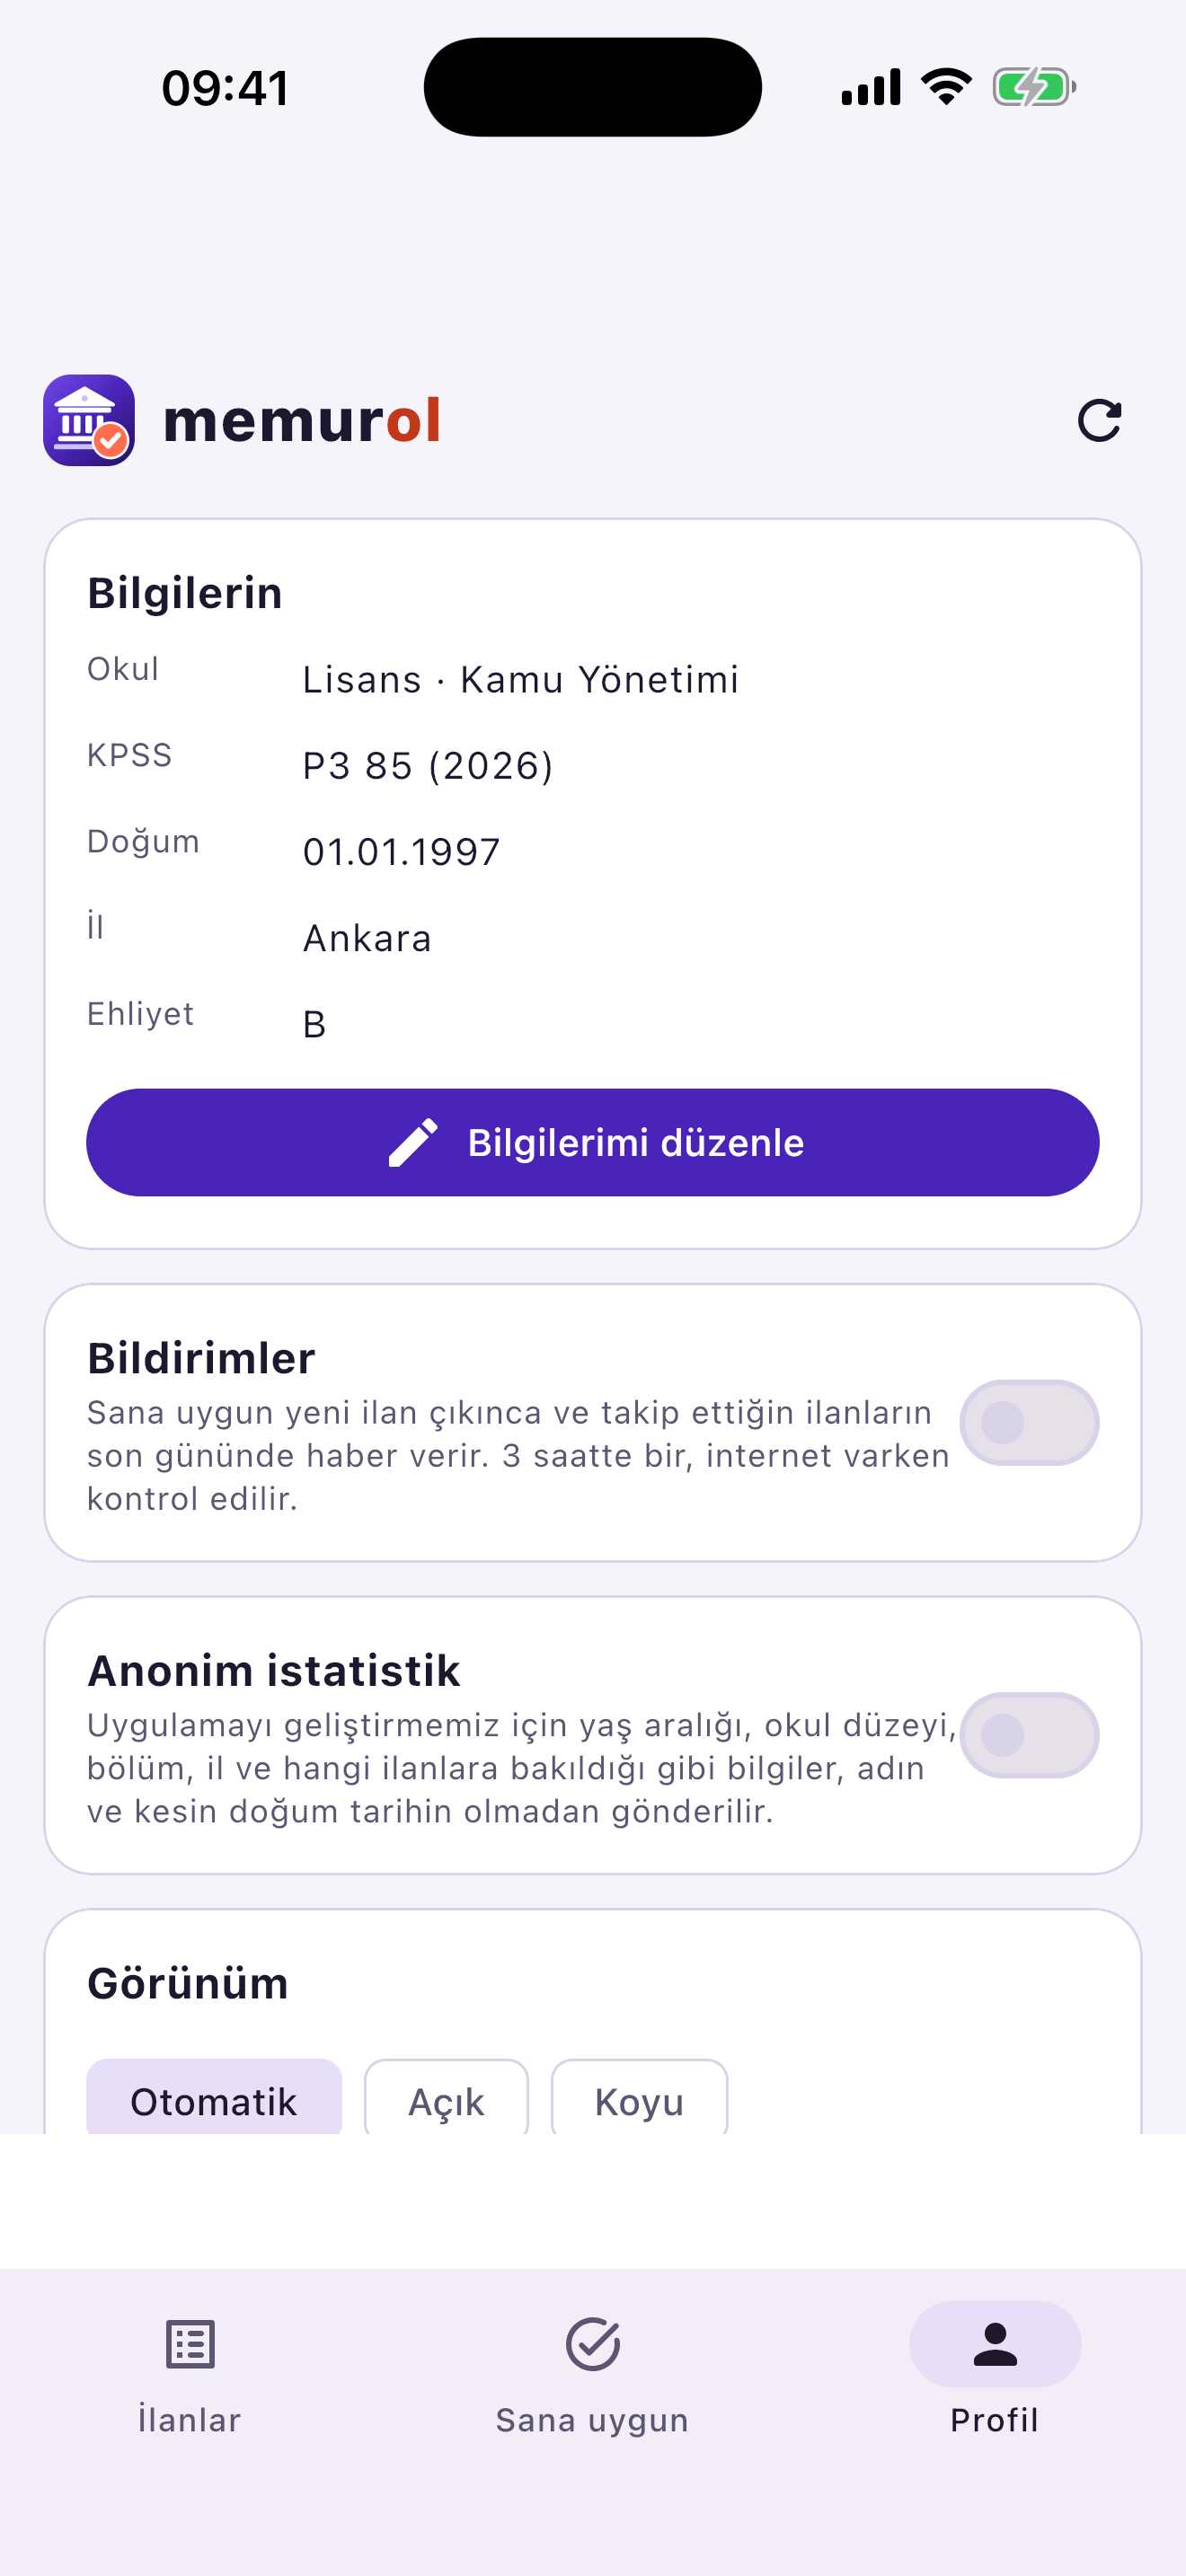 09:41
memurol
Bilgilerin
Okul
Lisans · Kamu Yönetimi
KPSS
P3 85 (2026)
Doğum
01.01.1997
İl
Ankara
Ehliyet
B
Bilgilerimi düzenle
Bildirimler
Sana uygun yeni ilan çıkınca ve takip ettiğin ilanların
son gününde haber verir. 3 saatte bir, internet varken
kontrol edilir.
Anonim istatistik
Uygulamayı geliştirmemiz için yaş aralığı, okul düzeyi,
bölüm, il ve hangi ilanlara bakıldığı gibi bilgiler, adın
ve kesin doğum tarihin olmadan gönderilir.
Görünüm
Otomatik
Açık
Koyu
İlanlar
Sana uygun
Profil